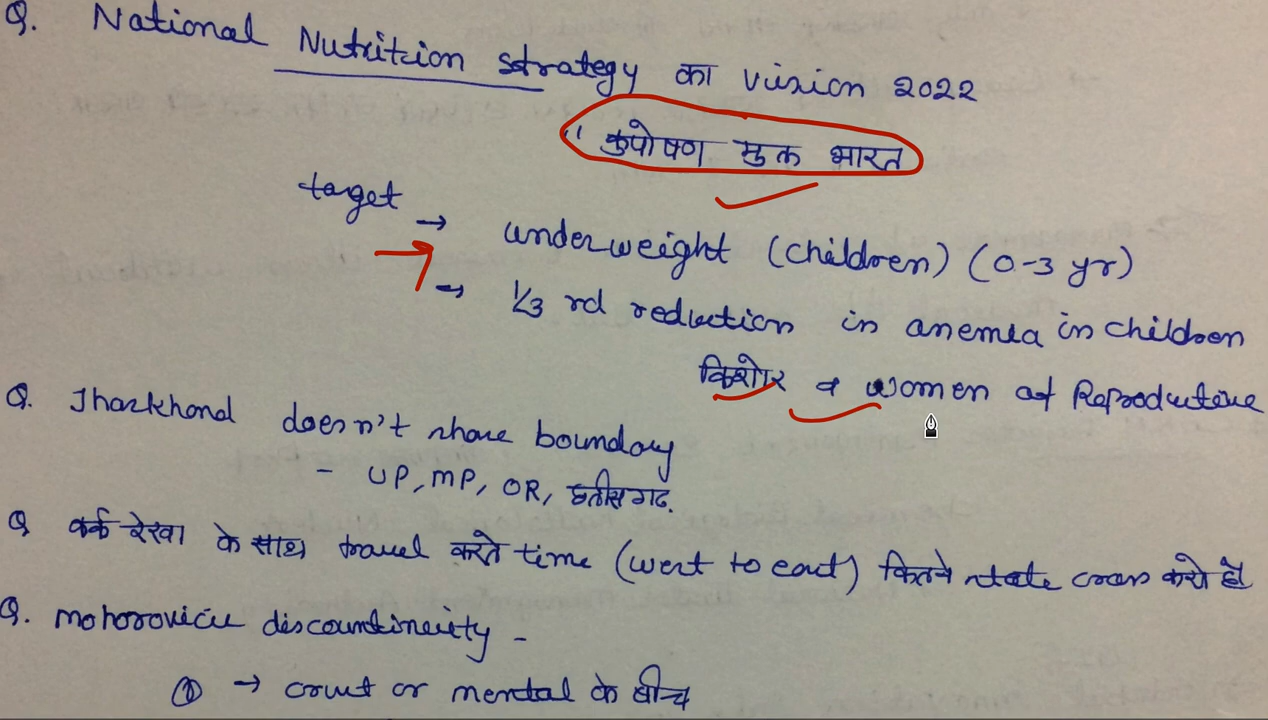 Q. National Nutrition strategy का vision 2022
" कुपोषण मुक्त भारत
target → underweight (children) (0-3 yr)
→ 1/3 rd reduction in anemia in children
किशोर व women of Reproductive
Q. Jharkhand doesn't share boundary
- UP, MP, OR, छत्तीसगढ.
Q कर्क रेखा के साथ travel करते time (west to east) कितने state cross करते हैं
Q. mohorovicic discountinuity -
① → crust or mental के बीच